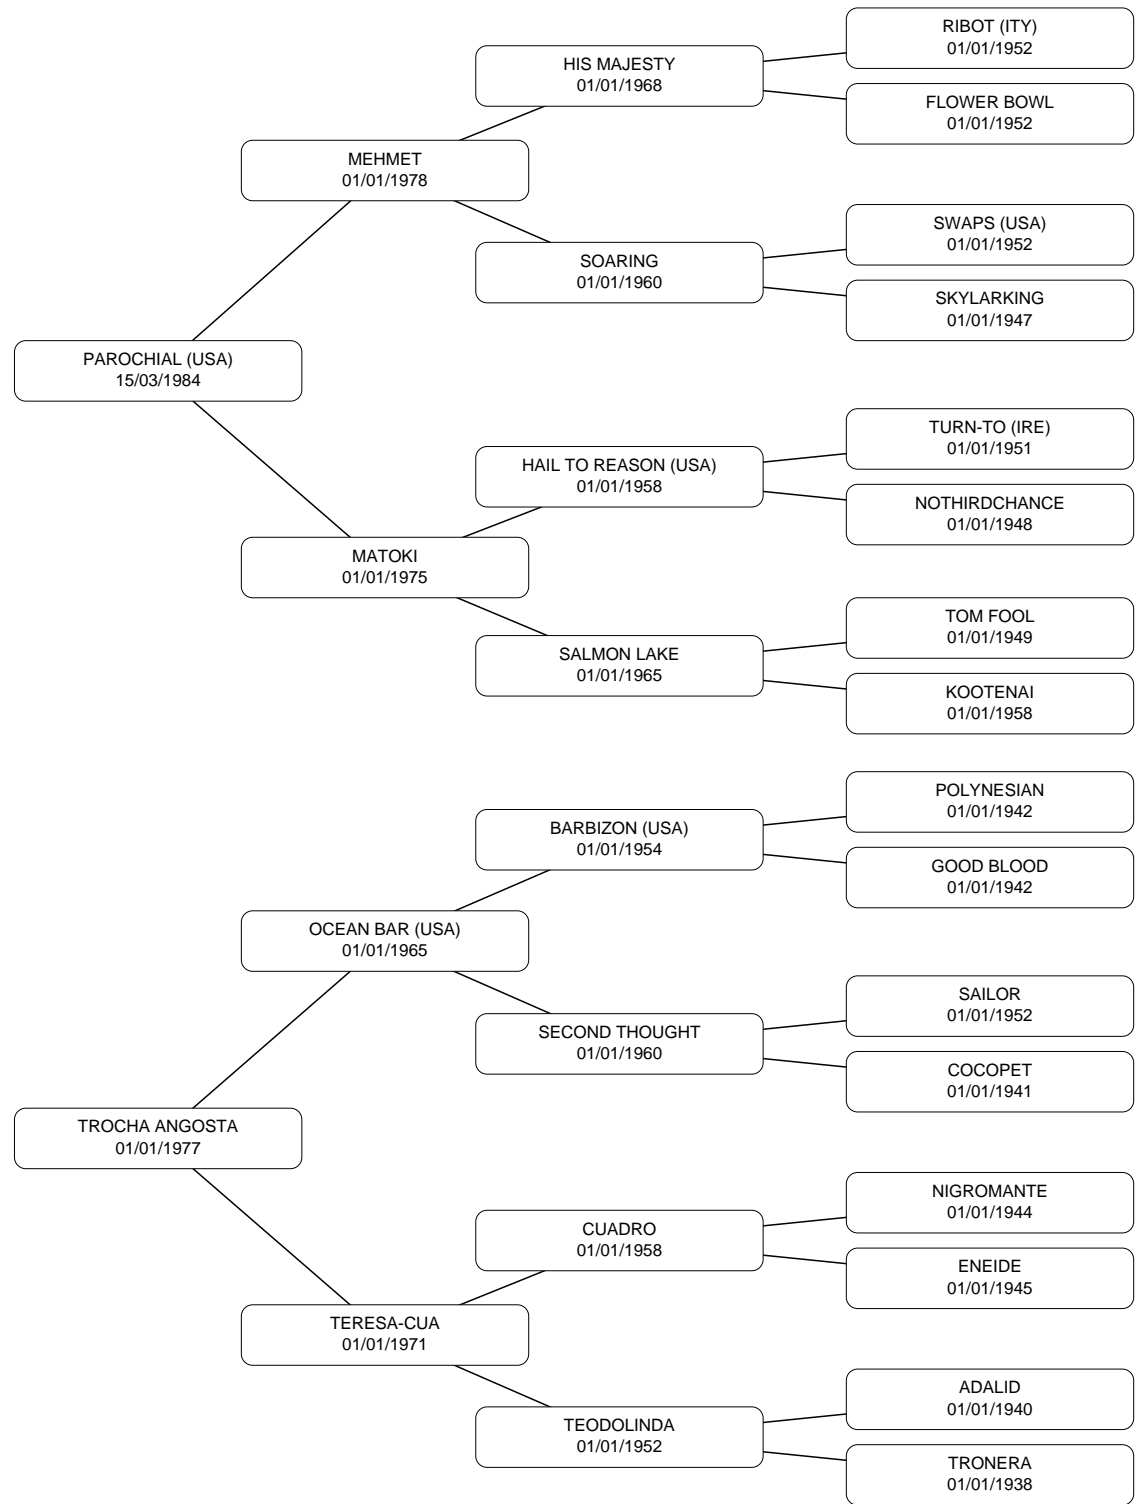 RIBOT (ITY)
01/01/1952
HIS MAJESTY
01/01/1968
FLOWER BOWL
01/01/1952
MEHMET
01/01/1978
SWAPS (USA)
01/01/1952
SOARING
01/01/1960
SKYLARKING
01/01/1947
PAROCHIAL (USA)
15/03/1984
TURN-TO (IRE)
01/01/1951
HAIL TO REASON (USA)
01/01/1958
NOTHIRDCHANCE
01/01/1948
MATOKI
01/01/1975
TOM FOOL
01/01/1949
SALMON LAKE
01/01/1965
KOOTENAI
01/01/1958
POLYNESIAN
01/01/1942
BARBIZON (USA)
01/01/1954
GOOD BLOOD
01/01/1942
OCEAN BAR (USA)
01/01/1965
SAILOR
01/01/1952
SECOND THOUGHT
01/01/1960
COCOPET
01/01/1941
TROCHA ANGOSTA
01/01/1977
NIGROMANTE
01/01/1944
CUADRO
01/01/1958
ENEIDE
01/01/1945
TERESA-CUA
01/01/1971
ADALID
01/01/1940
TEODOLINDA
01/01/1952
TRONERA
01/01/1938